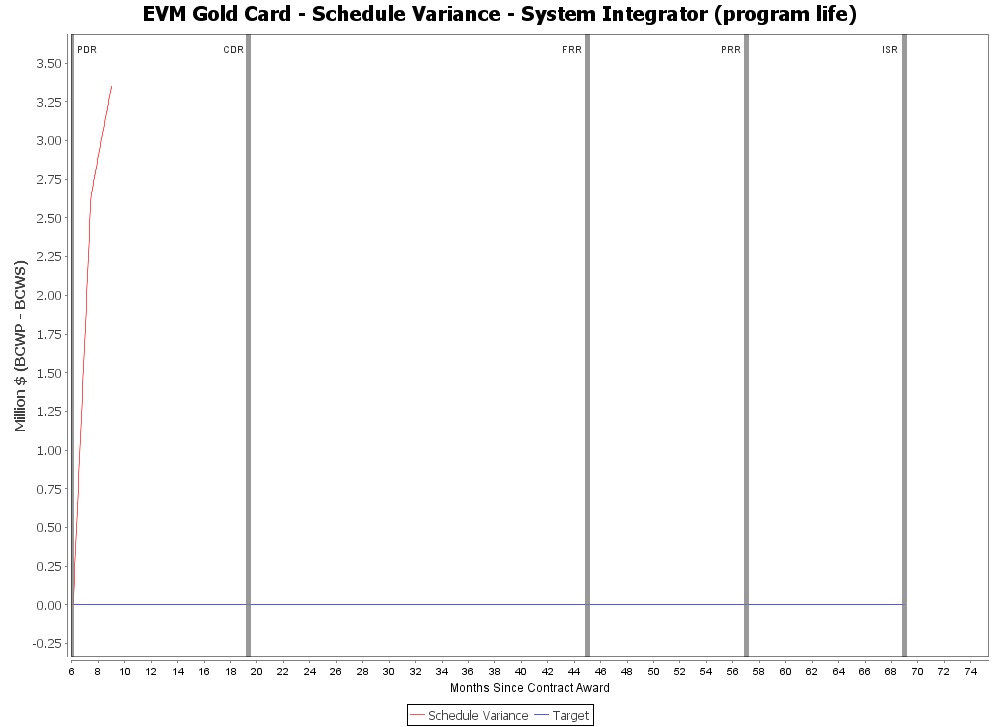 EVM Gold Card - Schedule Variance - System Integrator (program life)
PDR CDR FRR PRR ISR
3.50
3.25
3.00
2.75
2.50
2.25
2.00
1.75
1.50
1.25
1.00
0.75
0.50
0.25
0.00
-0.25
Million $ (BCWP - BCWS)
6 8 10 12 14 16 18 20 22 24 26 28 30 32 34 36 38 40 42 44 46 48 50 52 54 56 58 60 62 64 66 68 70 72 74
Months Since Contract Award
Schedule Variance Target